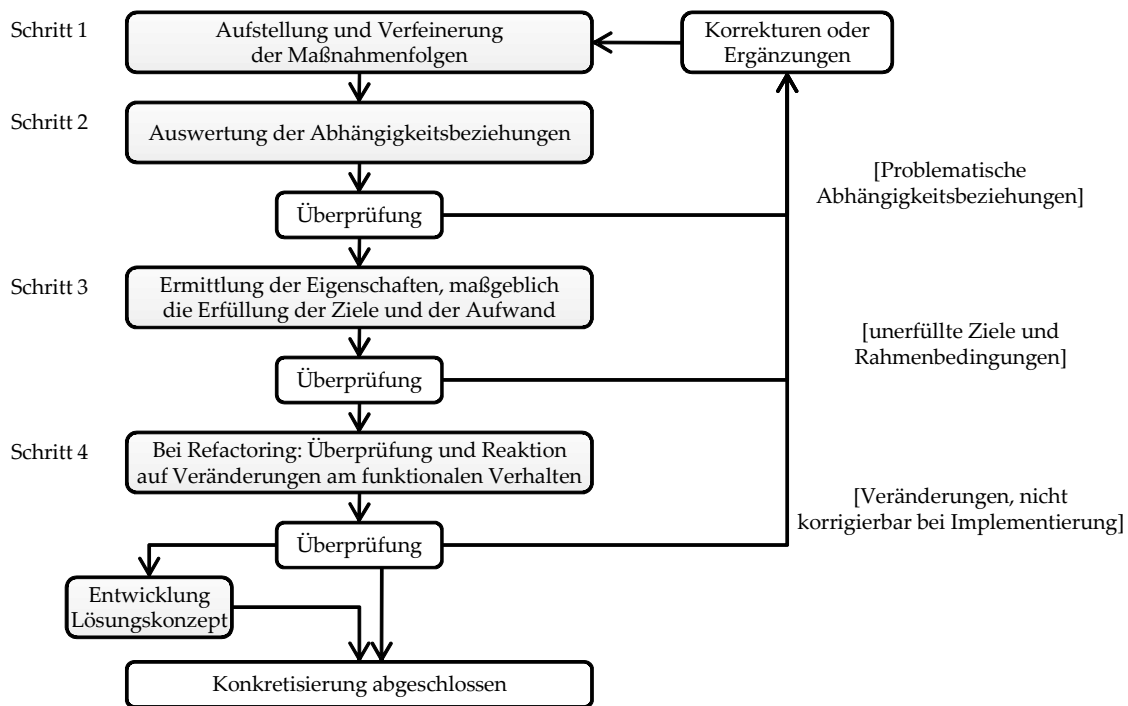 Schritt 1
Aufstellung und Verfeinerung
der Maßnahmenfolgen
Korrekturen oder
Ergänzungen
Schritt 2
Auswertung der Abhängigkeitsbeziehungen
[Problematische
Abhängigkeitsbeziehungen]
Überprüfung
Schritt 3
Ermittlung der Eigenschaften, maßgeblich
die Erfüllung der Ziele und der Aufwand
[unerfüllte Ziele und
Rahmenbedingungen]
Überprüfung
Schritt 4
Bei Refactoring: Überprüfung und Reaktion
auf Veränderungen am funktionalen Verhalten
[Veränderungen, nicht
korrigierbar bei Implementierung]
Überprüfung
Entwicklung
Lösungskonzept
Konkretisierung abgeschlossen